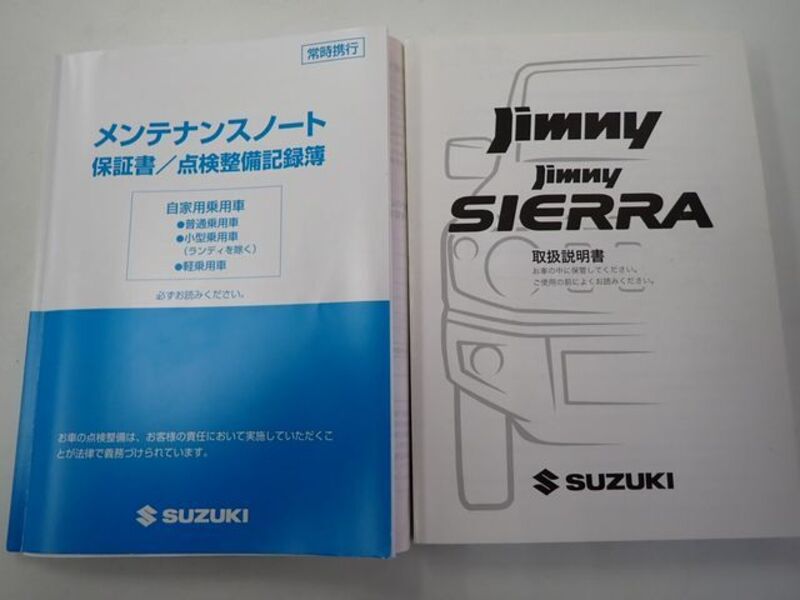 常時携行
メンテナンスノート
保証書／点検整備記録簿
自家用乗用車
●普通乗用車
●小型乗用車
(ランディを除く)
●軽乗用車
必ずお読みください。
お車の点検整備は、お客様の責任において実施していただくこ
とが法律で義務づけられています。
SUZUKI
Jimny
Jimny
SIERRA
取扱説明書
お車の中に保管してください。
ご使用の前によくお読みください。
SUZUKI